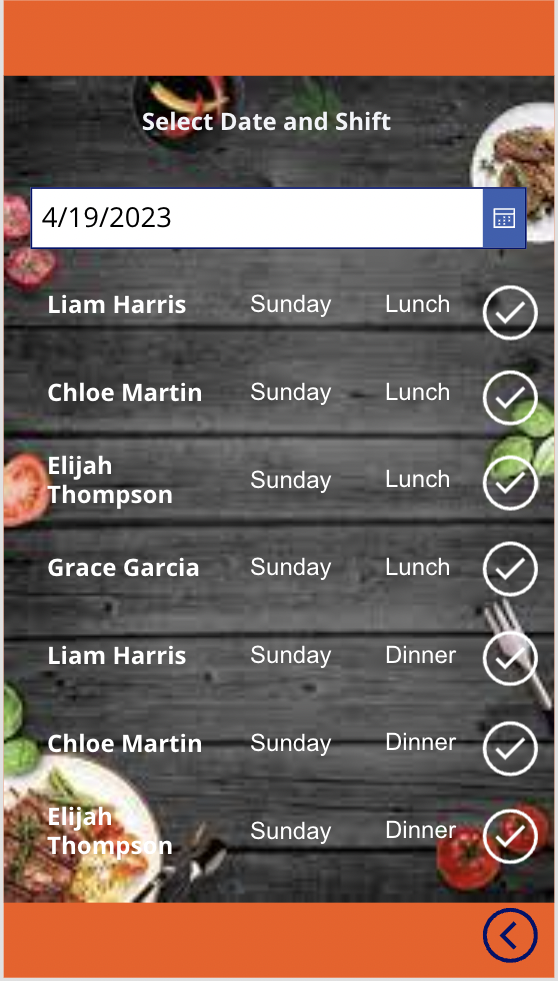 Select Date and Shift
4/19/2023
Liam Harris Sunday Lunch
Chloe Martin Sunday Lunch
Elijah
Thompson Sunday Lunch
Grace Garcia Sunday Lunch
Liam Harris Sunday Dinner
Chloe Martin Sunday Dinner
Elijah
Thompson Sunday Dinner